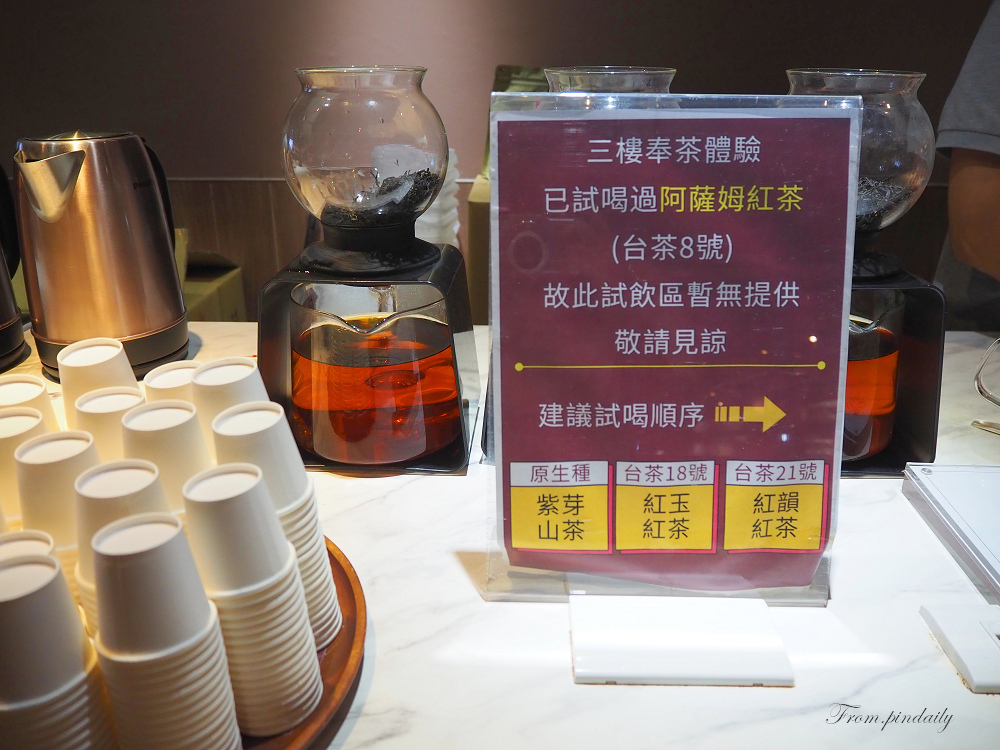 三樓奉茶體驗
已試喝過阿薩姆紅茶
(台茶8號)
故此試飲區暫無提供
敬請見諒
建議試喝順序
原生種
紫芽
山茶
台茶18號
紅玉
紅茶
台茶21號
紅韻
紅茶
From.pindaily